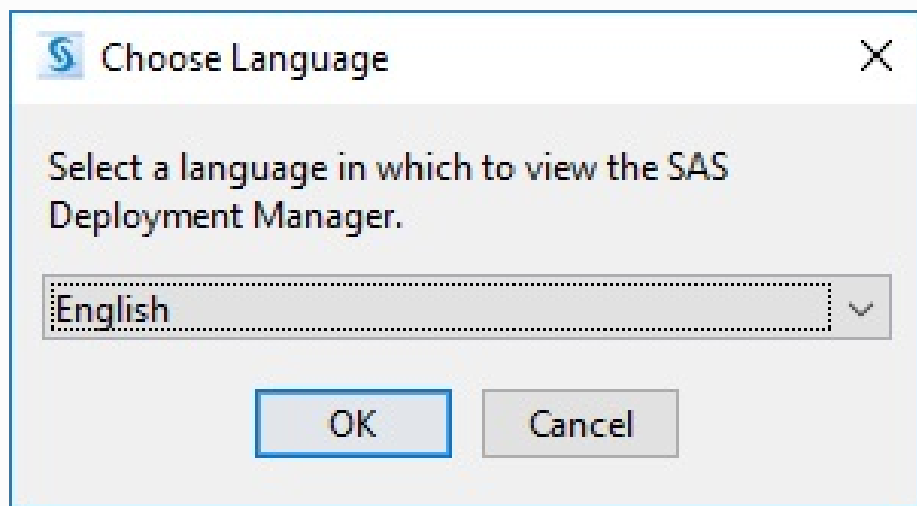 Choose Language
Select a language in which to view the SAS
Deployment Manager.
English
OK
Cancel